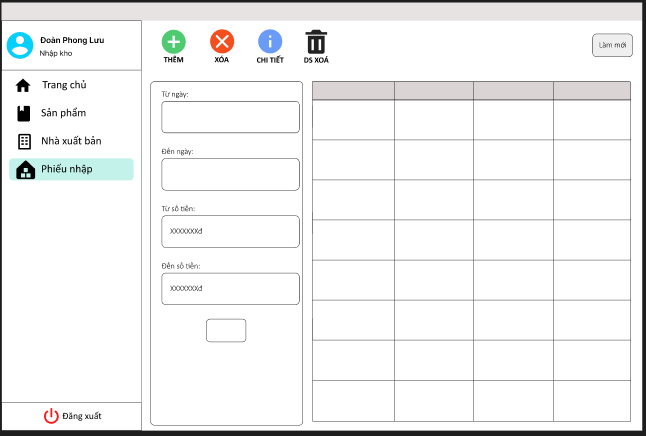 Đoàn Phong Lưu
Nhập kho
Trang chủ
Sản phẩm
Nhà xuất bản
Phiếu nhập
Đăng xuất
THÊM
XÓA
CHI TIẾT
DS XOÁ
Làm mới
Từ ngày:
Đến ngày:
Từ số tiền:
XXXXXXXđ
Đến số tiền:
XXXXXXXđ